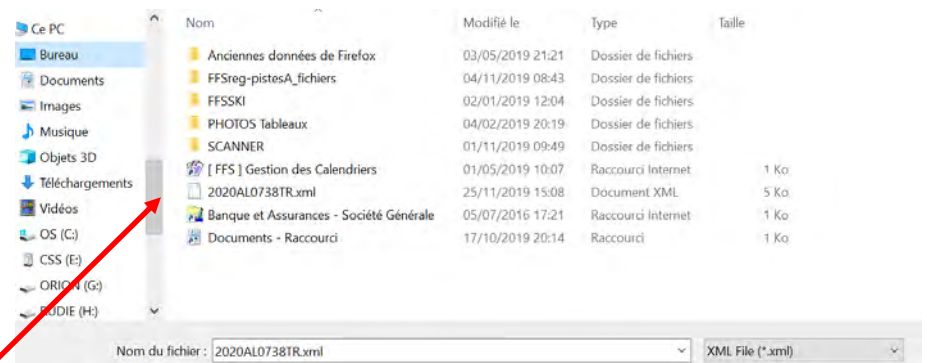 Ce PC
Bureau
Documents
Images
Musique
Objets 3D
Téléchargements
Vidéos
OS (C:)
CSS (E:)
ORION (G:)
RUDIE (H:)
Nom Modifié le Type Taille
Anciennes données de Firefox 03/05/2019 21:21 Dossier de fichiers
FFSreg-pistesA_fichiers 04/11/2019 08:43 Dossier de fichiers
FFSSKI 02/01/2019 12:04 Dossier de fichiers
PHOTOS Tableaux 04/02/2019 20:19 Dossier de fichiers
SCANNER 01/11/2019 09:49 Dossier de fichiers
[ FFS ] Gestion des Calendriers 01/05/2019 10:07 Raccourci Internet 1 Ko
2020AL0738TR.xml 25/11/2019 15:08 Document XML 5 Ko
Banque et Assurances - Société Générale 05/07/2016 17:21 Raccourci Internet 1 Ko
Documents - Raccourci 17/10/2019 20:14 Raccourci 1 Ko
Nom du fichier : 2020AL0738TR.xml XML File (*.xml)